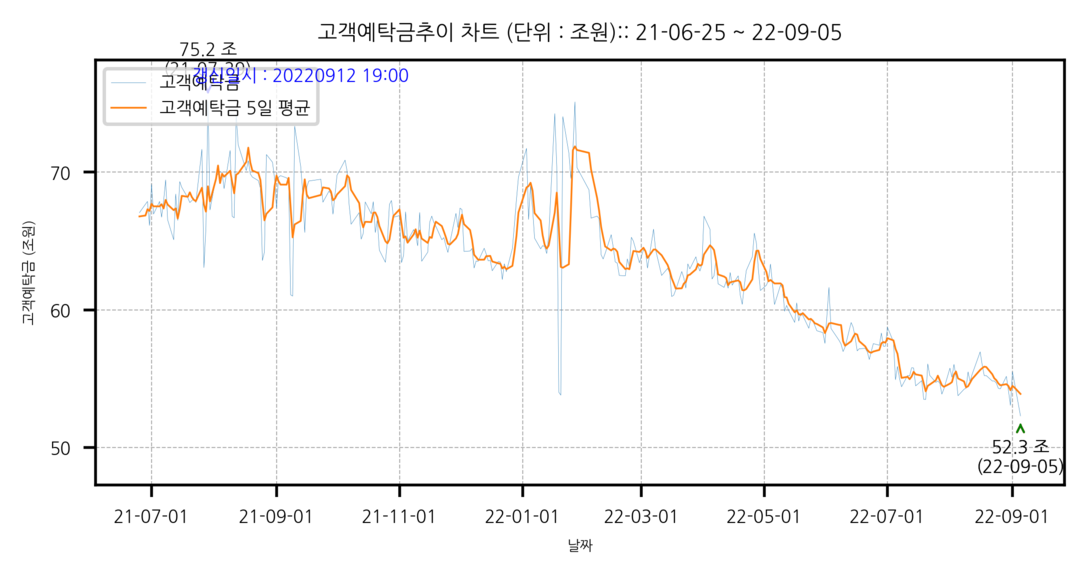 고객예탁금추이 차트 (단위 : 조원):: 21-06-25 ~ 22-09-05
75.2 조
갱신일시 : 20220912 19:00
고객예탁금
고객예탁금 5일 평균
고객예탁금 (조원)
70
60
50
52.3 조
(22-09-05)
21-07-01 21-09-01 21-11-01 22-01-01 22-03-01 22-05-01 22-07-01 22-09-01
날짜